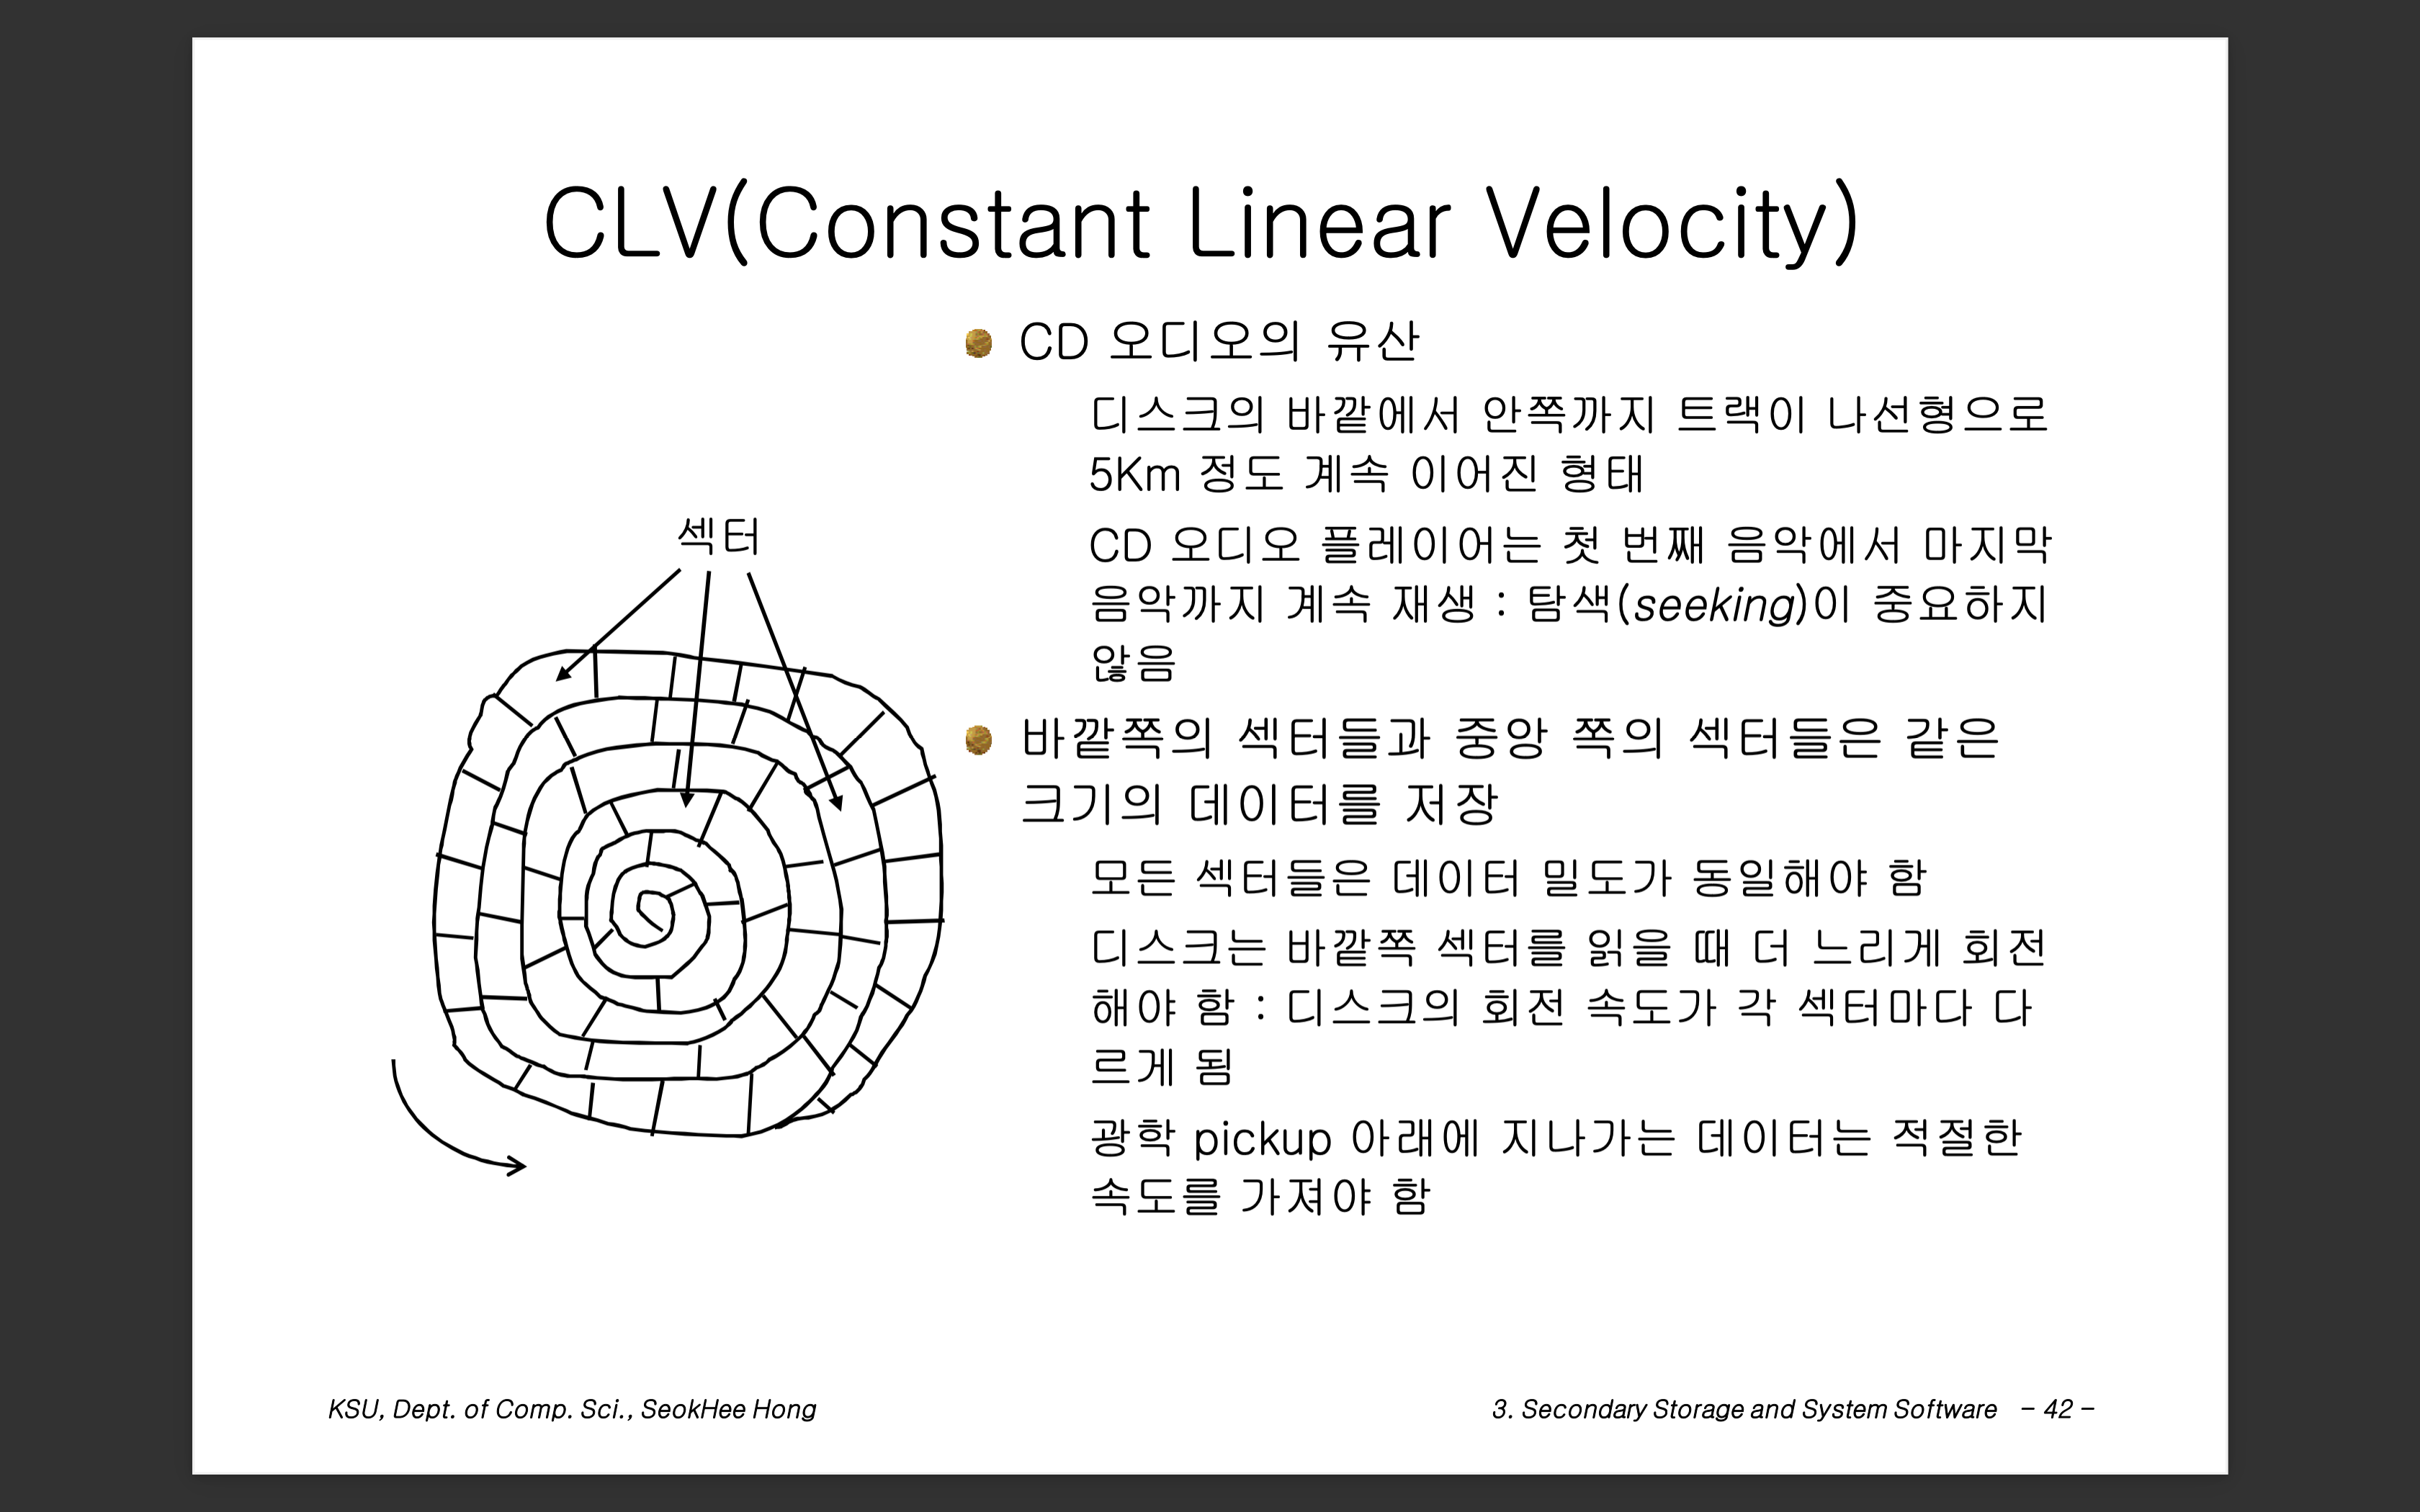 CLV(Constant Linear Velocity)
CD 오디오의 유산
디스크의 바깥에서 안쪽까지 트랙이 나선형으로
5Km 정도 계속 이어진 형태
CD 오디오 플레이어는 첫 번째 음악에서 마지막
음악까지 계속 재생 : 탐색(seeking)이 중요하지
않음
바깥쪽의 섹터들과 중앙 쪽의 섹터들은 같은
크기의 데이터를 저장
모든 섹터들은 데이터 밀도가 동일해야 함
디스크는 바깥쪽 섹터를 읽을 때 더 느리게 회전
해야 함 : 디스크의 회전 속도가 각 섹터마다 다
르게 됨
광학 pickup 아래에 지나가는 데이터는 적절한
속도를 가져야 함
섹터
KSU, Dept. of Comp. Sci., SeokHee Hong
3. Secondary Storage and System Software - 42 -